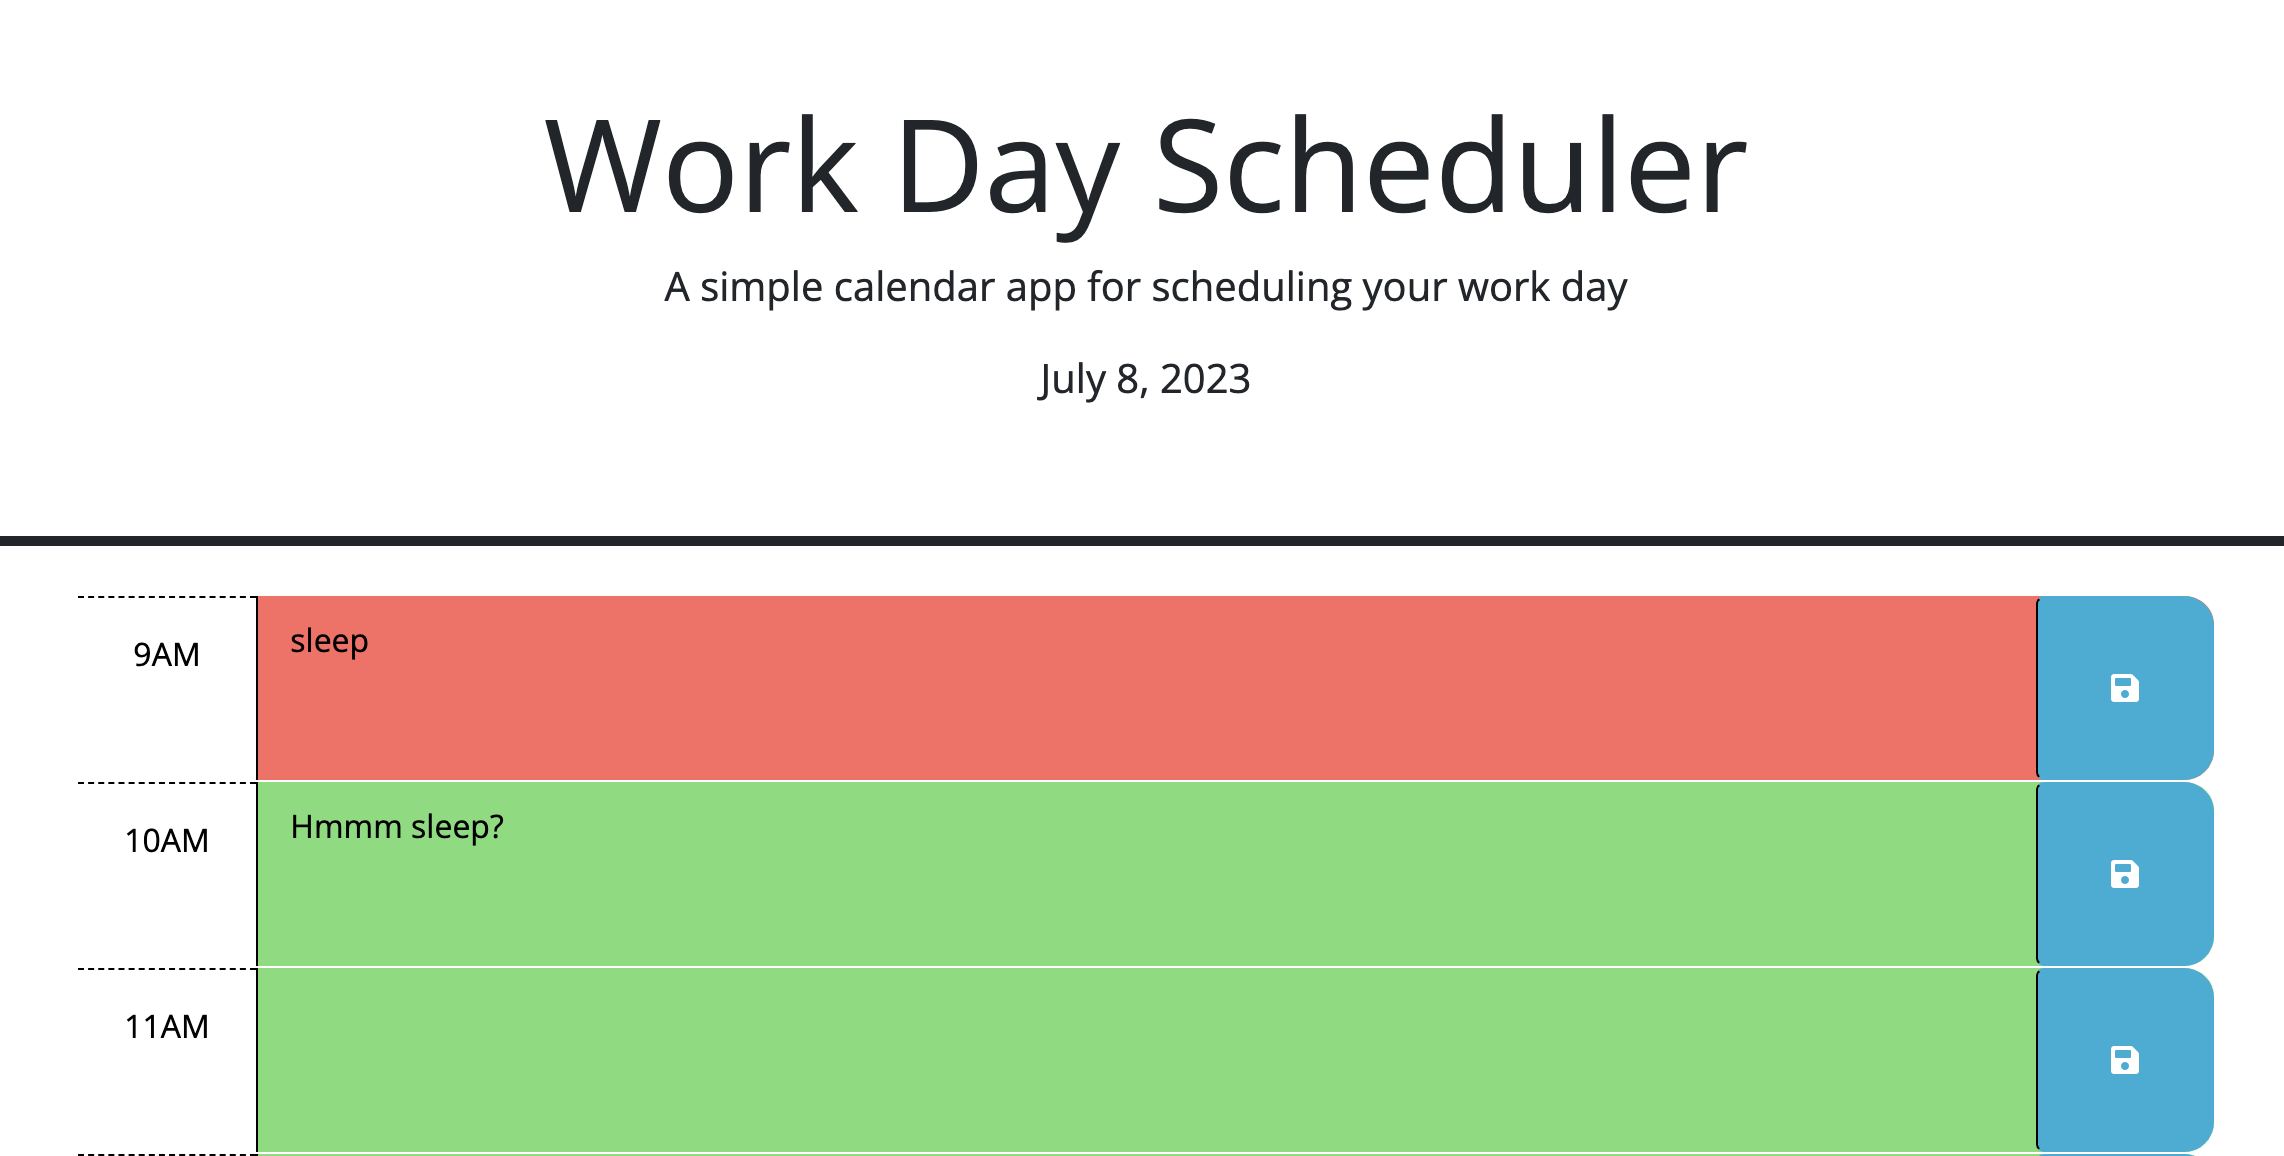 Work Day Scheduler
A simple calendar app for scheduling your work day
July 8, 2023
9AM
sleep
10AM
Hmmm sleep?
11AM